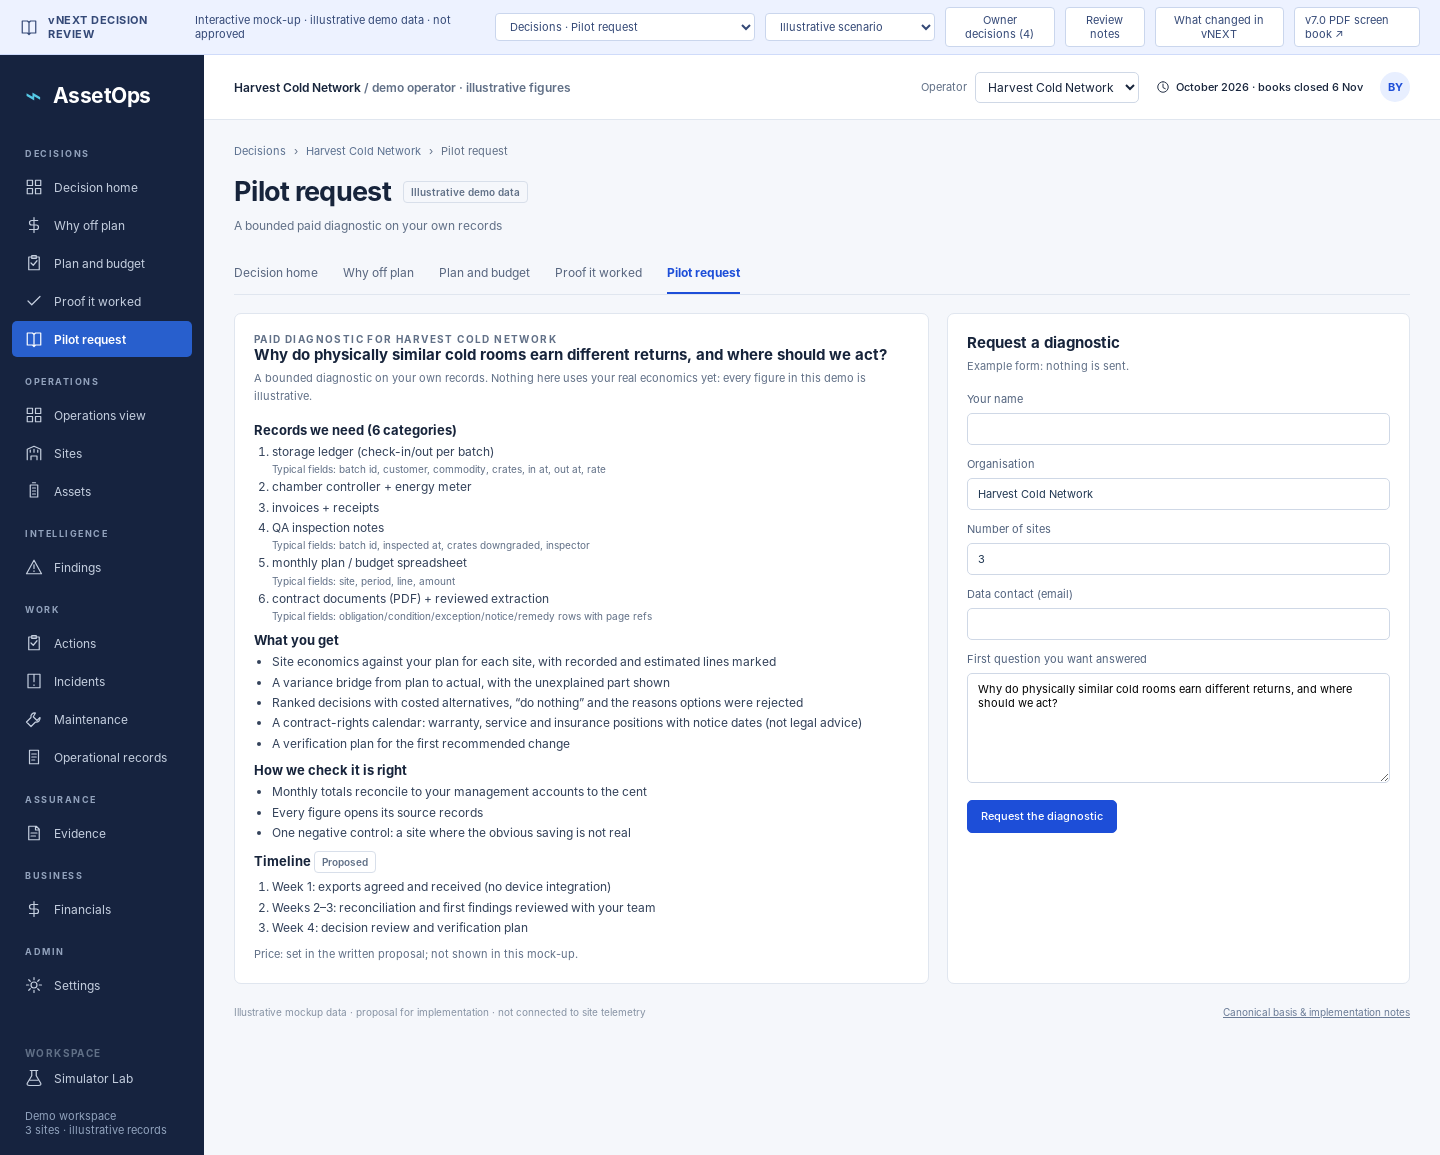 vNEXT DECISION
REVIEW
Interactive mock-up · illustrative demo data · not
approved
Decisions · Pilot request
Illustrative scenario
Owner
decisions (4)
Review
notes
What changed in
vNEXT
v7.0 PDF screen
book ↗
AssetOps
DECISIONS
Decision home
Why off plan
Plan and budget
Proof it worked
Pilot request
OPERATIONS
Operations view
Sites
Assets
INTELLIGENCE
Findings
WORK
Actions
Incidents
Maintenance
Operational records
ASSURANCE
Evidence
BUSINESS
Financials
ADMIN
Settings
WORKSPACE
Simulator Lab
Demo workspace
3 sites · illustrative records
Harvest Cold Network / demo operator · illustrative figures
Operator
Harvest Cold Network
October 2026 · books closed 6 Nov
BY
Decisions › Harvest Cold Network › Pilot request
Pilot request
Illustrative demo data
A bounded paid diagnostic on your own records
Decision home
Why off plan
Plan and budget
Proof it worked
Pilot request
PAID DIAGNOSTIC FOR HARVEST COLD NETWORK
Why do physically similar cold rooms earn different returns, and where should we act?
A bounded diagnostic on your own records. Nothing here uses your real economics yet: every figure in this demo is
illustrative.
Records we need (6 categories)
1. storage ledger (check-in/out per batch)
Typical fields: batch id, customer, commodity, crates, in at, out at, rate
2. chamber controller + energy meter
3. invoices + receipts
4. QA inspection notes
Typical fields: batch id, inspected at, crates downgraded, inspector
5. monthly plan / budget spreadsheet
Typical fields: site, period, line, amount
6. contract documents (PDF) + reviewed extraction
Typical fields: obligation/condition/exception/notice/remedy rows with page refs
What you get
• Site economics against your plan for each site, with recorded and estimated lines marked
• A variance bridge from plan to actual, with the unexplained part shown
• Ranked decisions with costed alternatives, “do nothing” and the reasons options were rejected
• A contract-rights calendar: warranty, service and insurance positions with notice dates (not legal advice)
• A verification plan for the first recommended change
How we check it is right
• Monthly totals reconcile to your management accounts to the cent
• Every figure opens its source records
• One negative control: a site where the obvious saving is not real
Timeline
Proposed
1. Week 1: exports agreed and received (no device integration)
2. Weeks 2–3: reconciliation and first findings reviewed with your team
3. Week 4: decision review and verification plan
Price: set in the written proposal; not shown in this mock-up.
Request a diagnostic
Example form: nothing is sent.
Your name
Organisation
Harvest Cold Network
Number of sites
3
Data contact (email)
First question you want answered
Why do physically similar cold rooms earn different returns, and where
should we act?
Request the diagnostic
Illustrative mockup data · proposal for implementation · not connected to site telemetry
Canonical basis & implementation notes